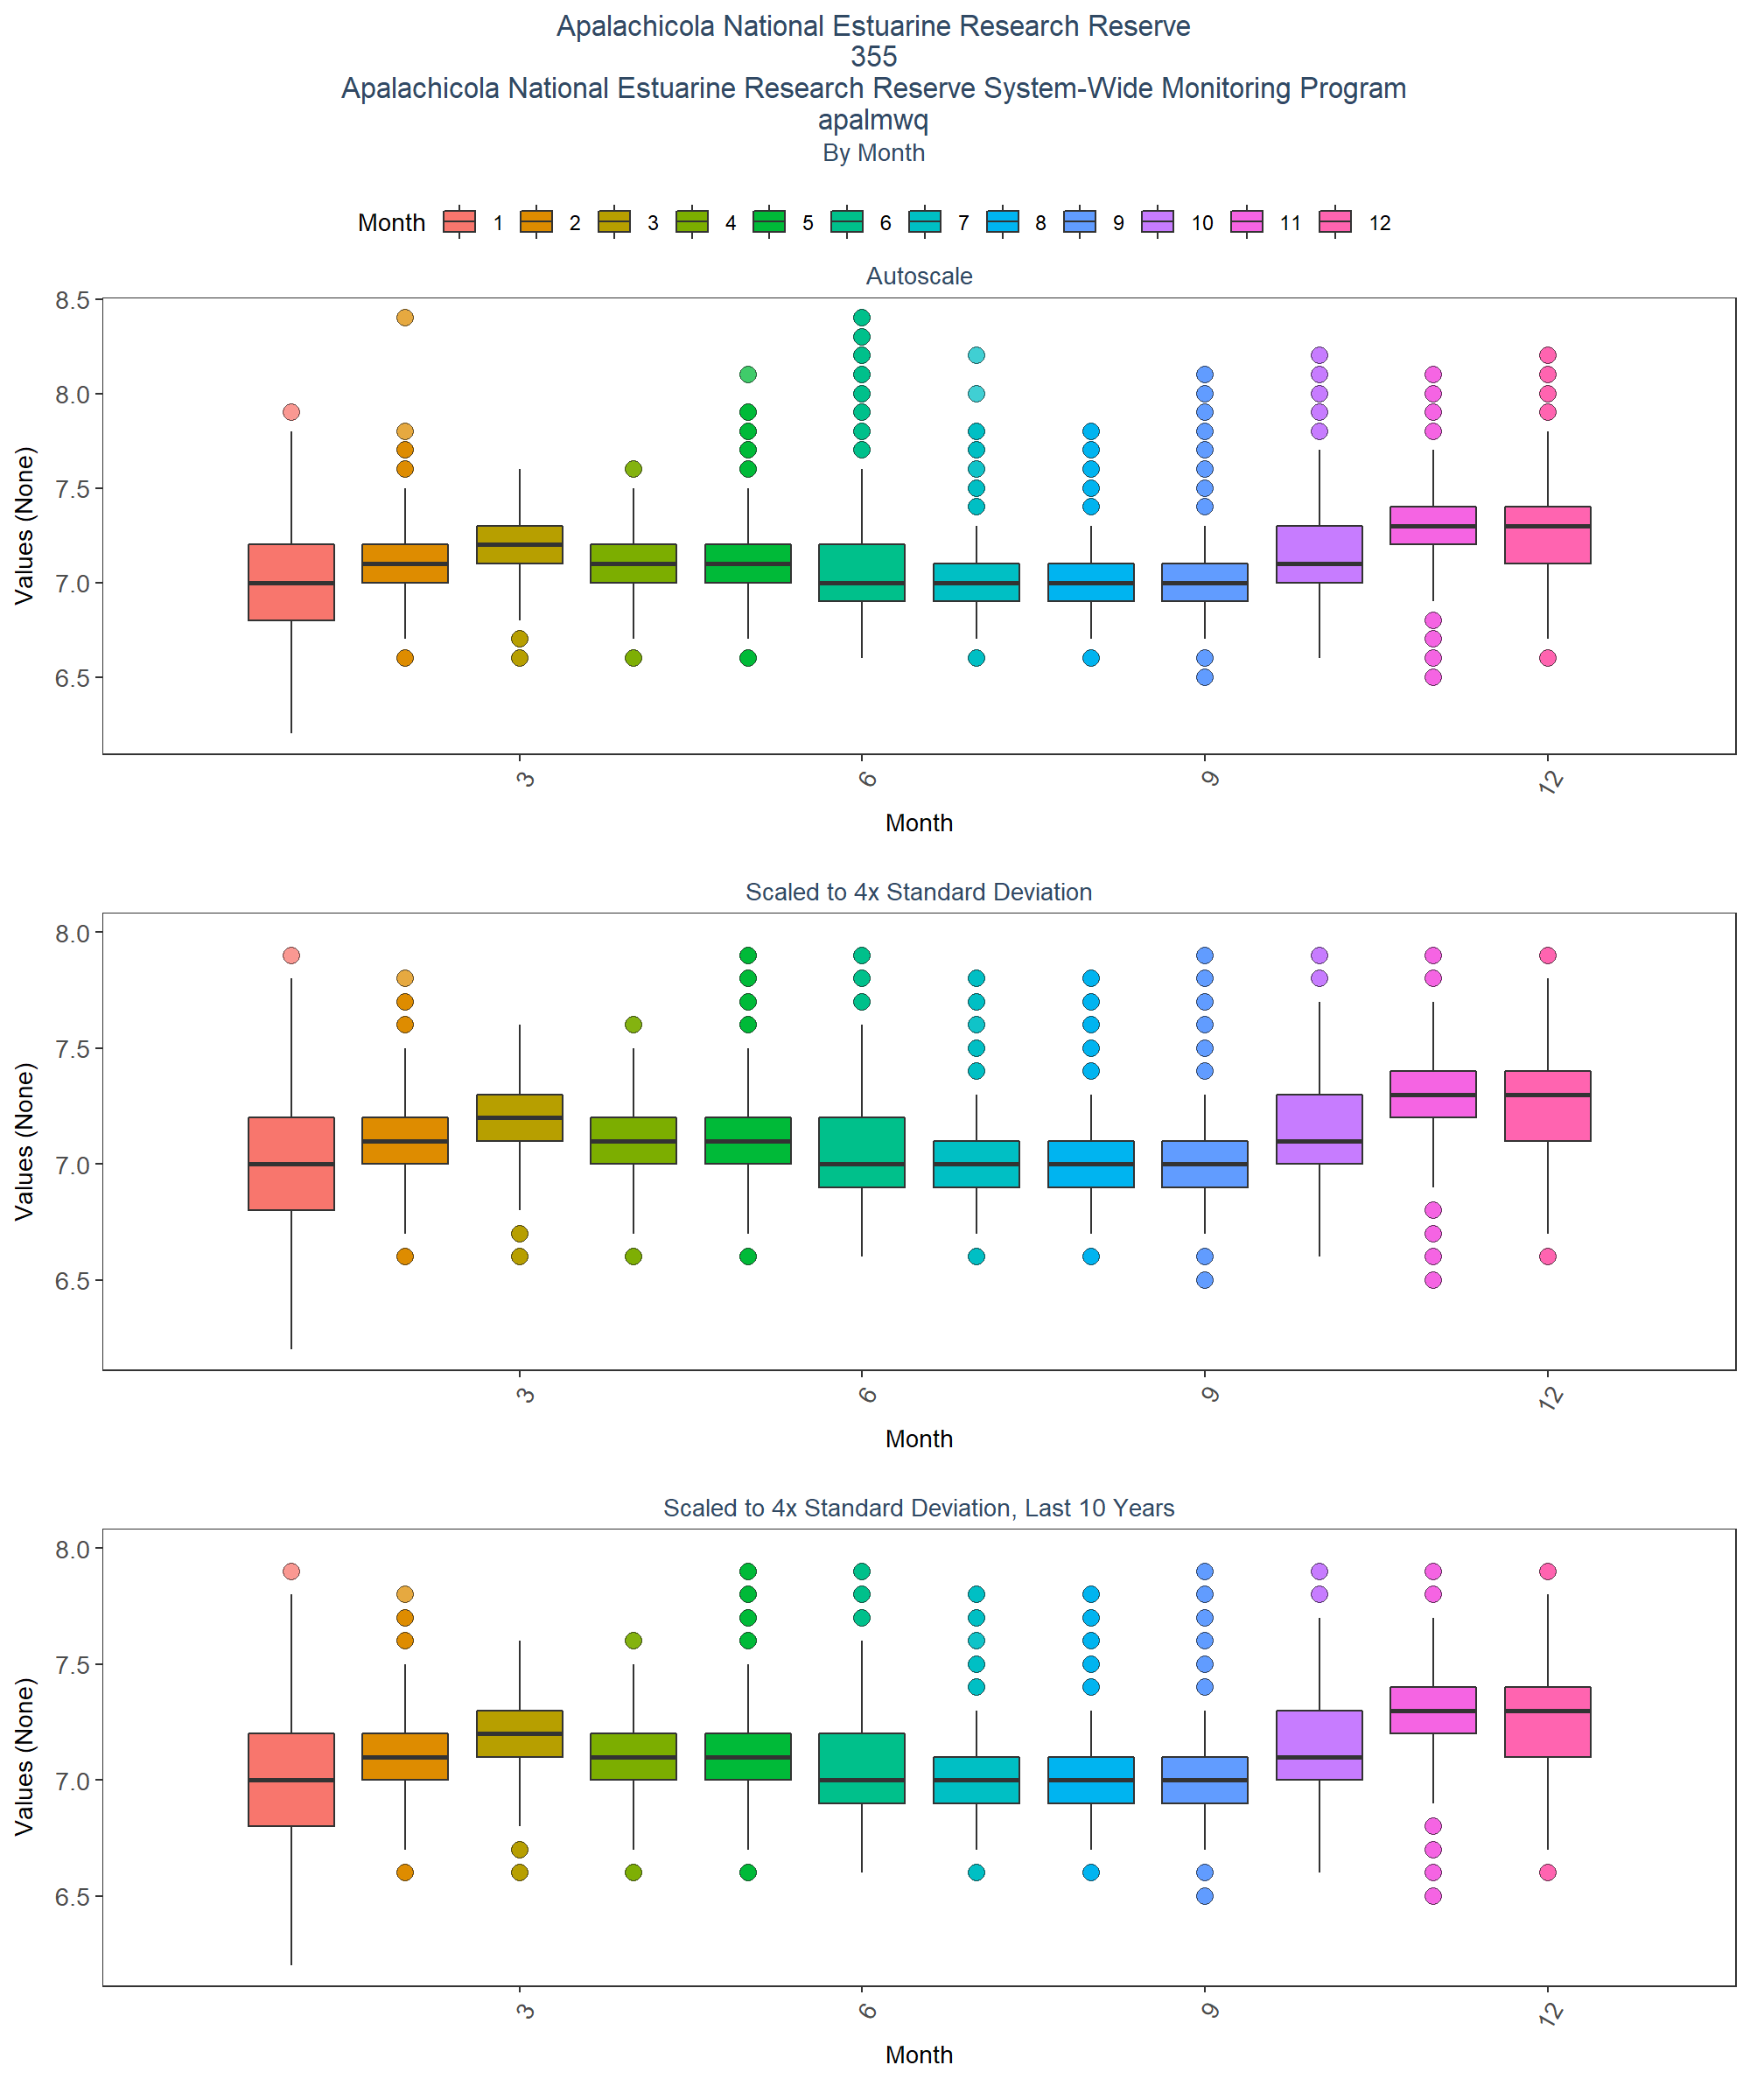 Apalachicola National Estuarine Research Reserve
355
Apalachicola National Estuarine Research Reserve System-Wide Monitoring Program
apalmwq
By Month
Month 1 2 3 4 5 6 7 8 9 10 11 12
Autoscale
8.5
8.0
7.5
7.0
6.5
Values (None)
3 6 9 12
Month
Scaled to 4x Standard Deviation
8.0
7.5
7.0
6.5
Values (None)
3 6 9 12
Month
Scaled to 4x Standard Deviation, Last 10 Years
8.0
7.5
7.0
6.5
Values (None)
3 6 9 12
Month